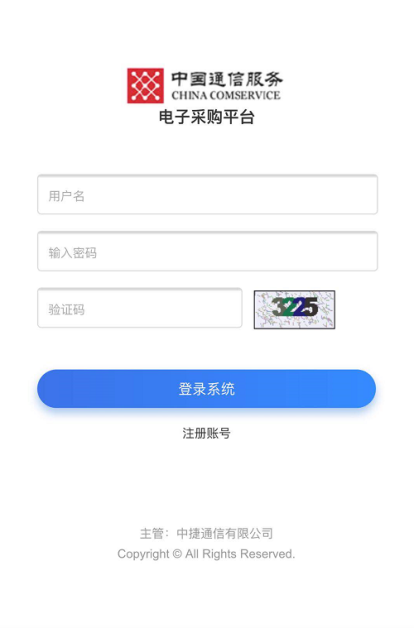 中国通信服务
CHINA COMSERVICE
电子采购平台
用户名
输入密码
验证码
3225
登录系统
注册账号
主管：中捷通信有限公司
Copyright © All Rights Reserved.